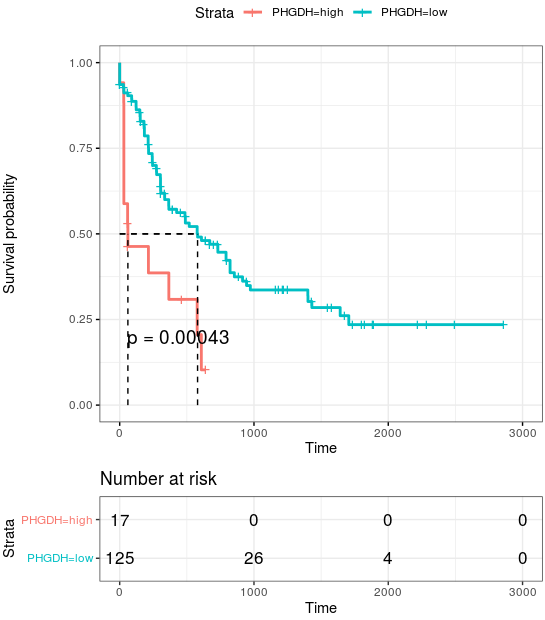 Strata PHGDH=high PHGDH=low
1.00
0.75
0.50
0.25
0.00
Survival probability
p = 0.00043
0 1000 2000 3000
Time
Number at risk
Strata
PHGDH=high 17 0 0 0
PHGDH=low 125 26 4 0
0 1000 2000 3000
Time